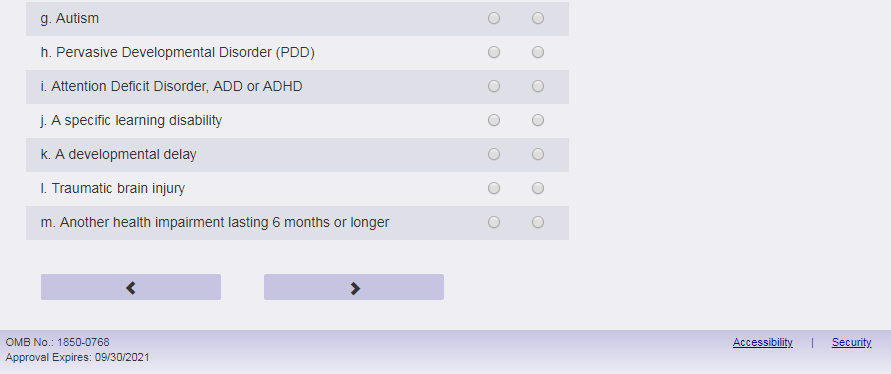 g. Autism
h. Pervasive Developmental Disorder (PDD)
i. Attention Deficit Disorder, ADD or ADHD
j. A specific learning disability
k. A developmental delay
l. Traumatic brain injury
m. Another health impairment lasting 6 months or longer
OMB No.: 1850-0768
Accessibility | Security
Approval Expires: 09/30/2021